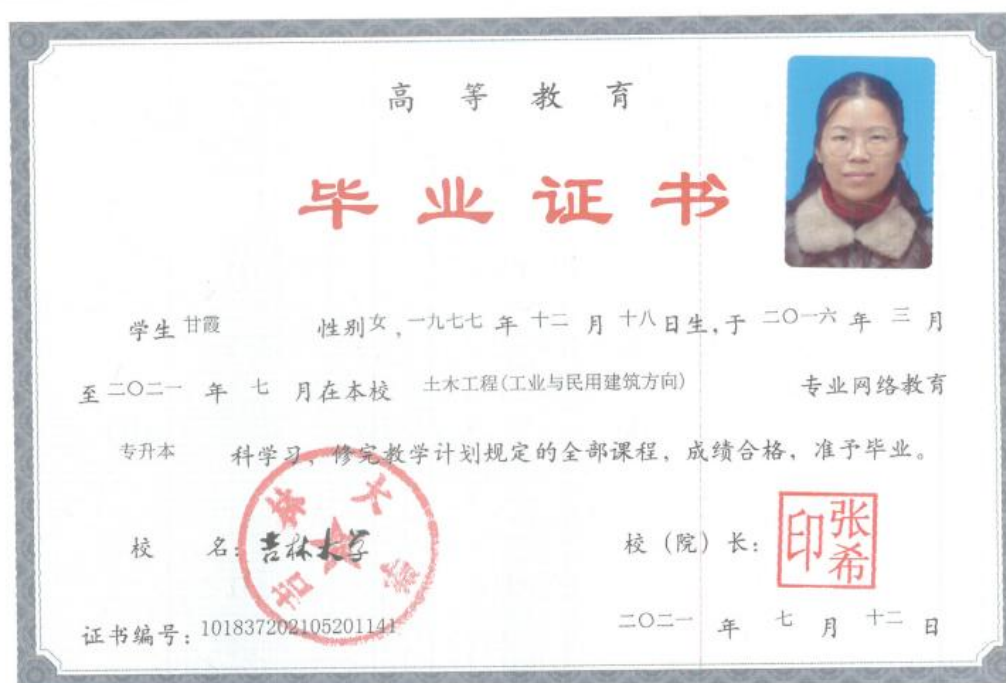 高等教育
毕业证书
学生 甘霞 性别 女，一九七七 年 十二 月 十八 日生，于 二〇一六 年 三 月
至 二〇二一 年 七 月在本校 土木工程(工业与民用建筑方向) 专业网络教育
专升本 科学习、修完教学计划规定的全部课程，成绩合格，准予毕业。
校 名：吉林大学 校（院）长：张希印
吉林大学
证书编号：101837202105201141 二〇二一 年 七 月 十二 日